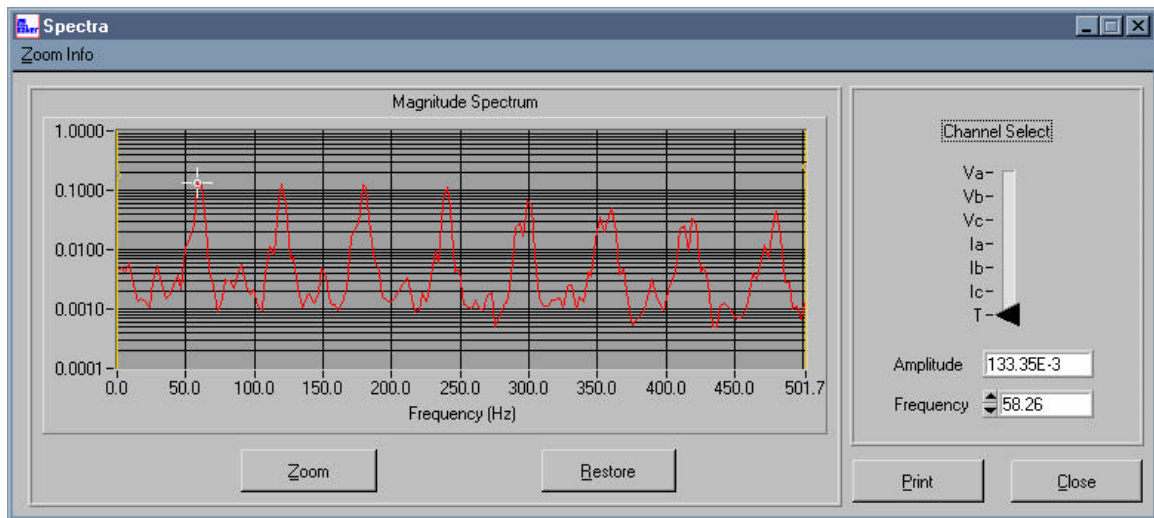 Spectra
Zoom Info
Magnitude Spectrum
1.0000
0.1000
0.0100
0.0010
0.0001
0.0 50.0 100.0 150.0 200.0 250.0 300.0 350.0 400.0 450.0 501.7
Frequency (Hz)
Zoom Restore
Channel Select
Va
Vb
Vc
Ia
Ib
Ic
T
Amplitude 133.35E-3
Frequency 58.26
Print Close